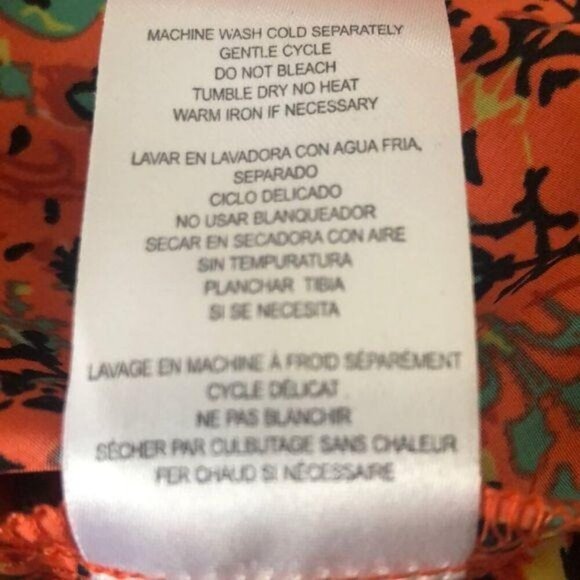 MACHINE WASH COLD SEPARATELY
GENTLE CYCLE
DO NOT BLEACH
TUMBLE DRY NO HEAT
WARM IRON IF NECESSARY
LAVAR EN LAVADORA CON AGUA FRIA,
SEPARADO
CICLO DELICADO
NO USAR BLANQUEADOR
SECAR EN SECADORA CON AIRE
SIN TEMPURATURA
PLANCHAR TIBIA
SI SE NECESITA
LAVAGE EN MACHINE À FROID SÉPARÉMENT
CYCLE DÉLICAT
NE PAS BLANCHIR
SÉCHER PAR CULBUTAGE SANS CHALEUR
FER CHAUD SI NÉCESSAIRE